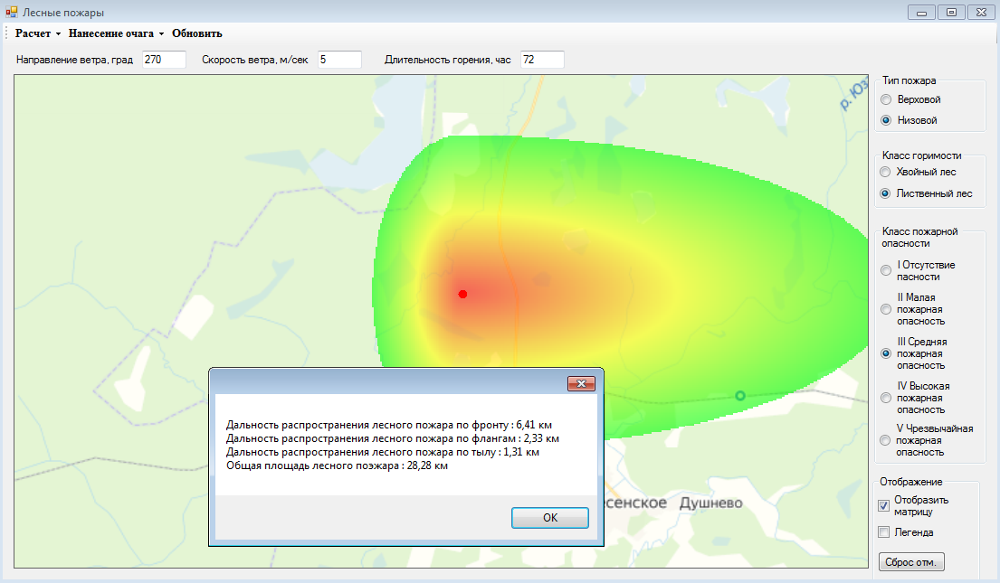 Лесные пожары
Расчет Нанесение очага Обновить
Направление ветра, град 270 Скорость ветра, м/сек 5 Длительность горения, час 72
Тип пожара
Верховой
Низовой
Класс горимости
Хвойный лес
Лиственный лес
Класс пожарной
опасности
I Отсутствие
пасности
II Малая
пожарная
опасность
III Средняя
пожарная
опасность
IV Высокая
пожарная
опасность
V Чрезвычайная
пожарная
опасность
Отображение
Отобразить
матрицу
Легенда
Сброс отм.
р. Юз
Дальность распространения лесного пожара по фронту : 6,41 км
Дальность распространения лесного пожара по флангам : 2,33 км
Дальность распространения лесного пожара по тылу : 1,31 км
Общая площадь лесного поэжара : 28,28 км
OK
сенское Душнево